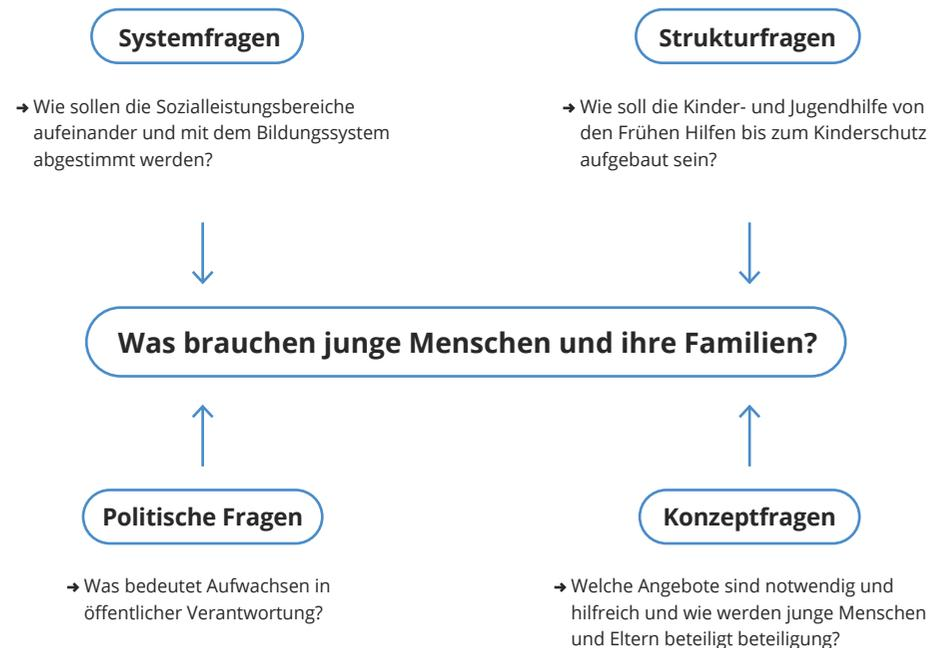 Systemfragen
➜ Wie sollen die Sozialleistungsbereiche
aufeinander und mit dem Bildungssystem
abgestimmt werden?
Strukturfragen
➜ Wie soll die Kinder- und Jugendhilfe von
den Frühen Hilfen bis zum Kinderschutz
aufgebaut sein?
Was brauchen junge Menschen und ihre Familien?
Politische Fragen
➜ Was bedeutet Aufwachsen in
öffentlicher Verantwortung?
Konzeptfragen
➜ Welche Angebote sind notwendig und
hilfreich und wie werden junge Menschen
und Eltern beteiligt beteiligung?